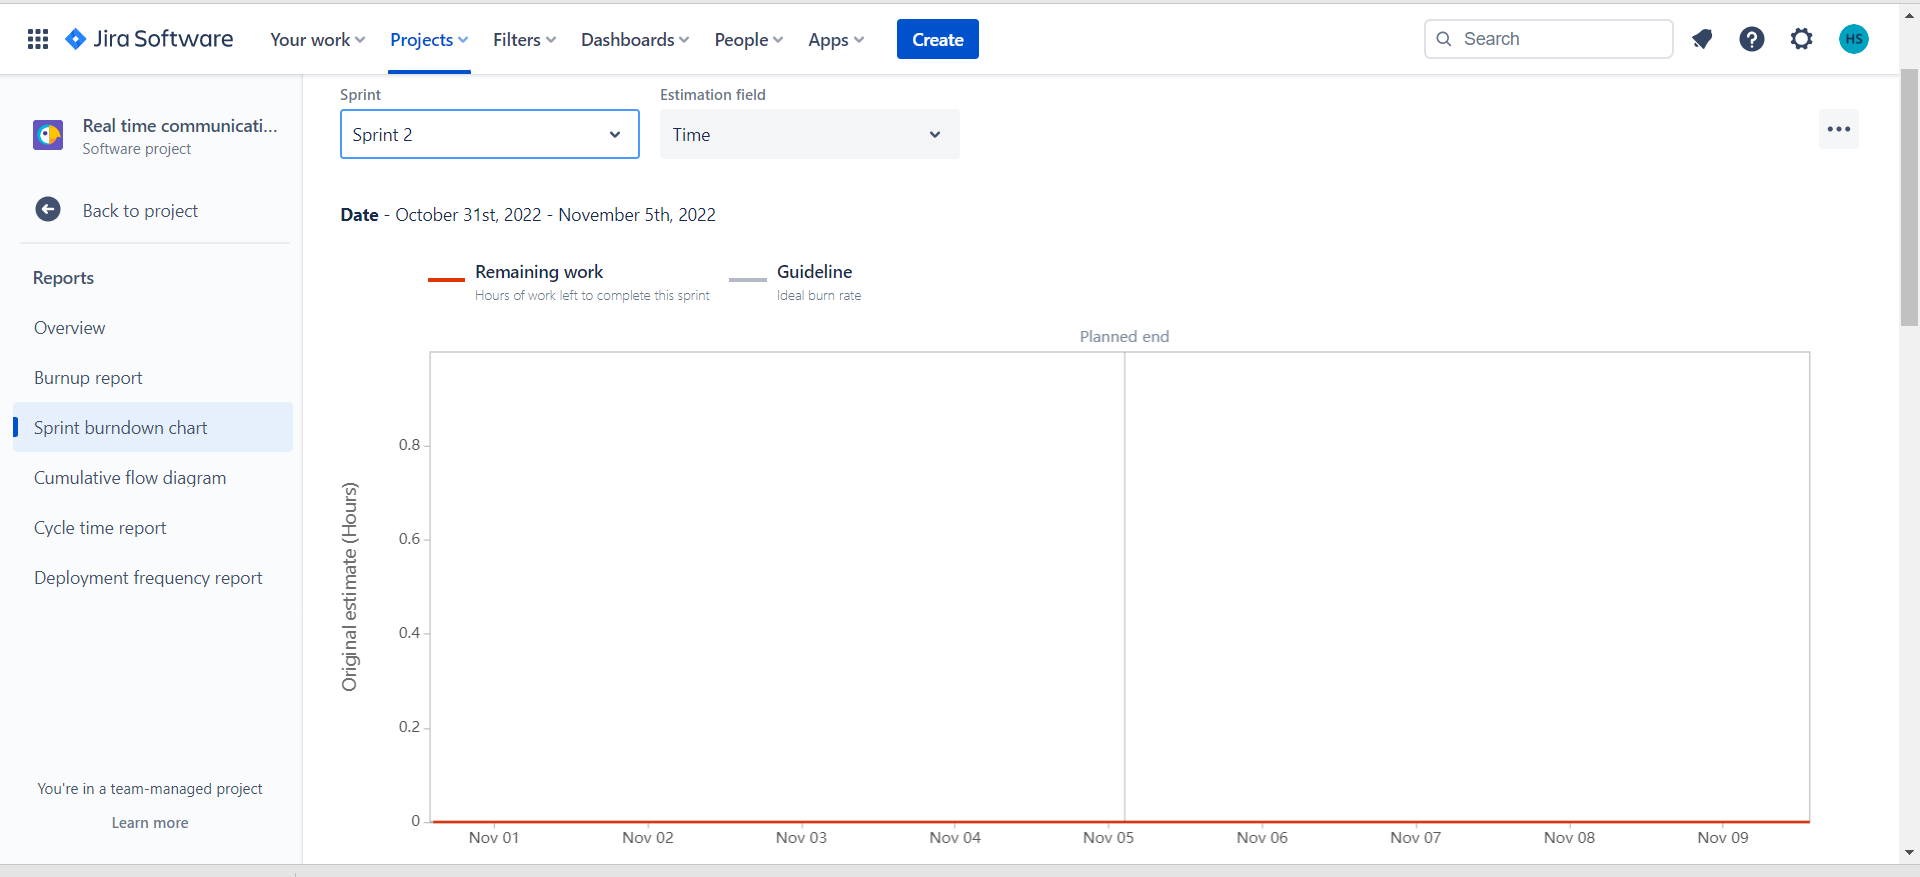 Jira Software Your work Projects Filters Dashboards People Apps Create Search HS
Real time communicati...
Software project
Back to project
Reports
Overview
Burnup report
Sprint burndown chart
Cumulative flow diagram
Cycle time report
Deployment frequency report
You're in a team-managed project
Learn more
Sprint Estimation field
Sprint 2 Time
Date - October 31st, 2022 - November 5th, 2022
Remaining work Guideline
Hours of work left to complete this sprint Ideal burn rate
Planned end
Original estimate (Hours)
0.8
0.6
0.4
0.2
0
Nov 01 Nov 02 Nov 03 Nov 04 Nov 05 Nov 06 Nov 07 Nov 08 Nov 09